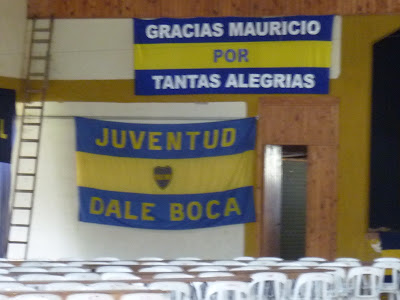 GRACIAS MAURICIO
POR
TANTAS ALEGRIAS
JUVENTUD
DALE BOCA